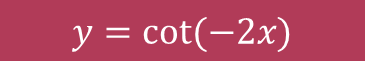 y = cot(−2x)